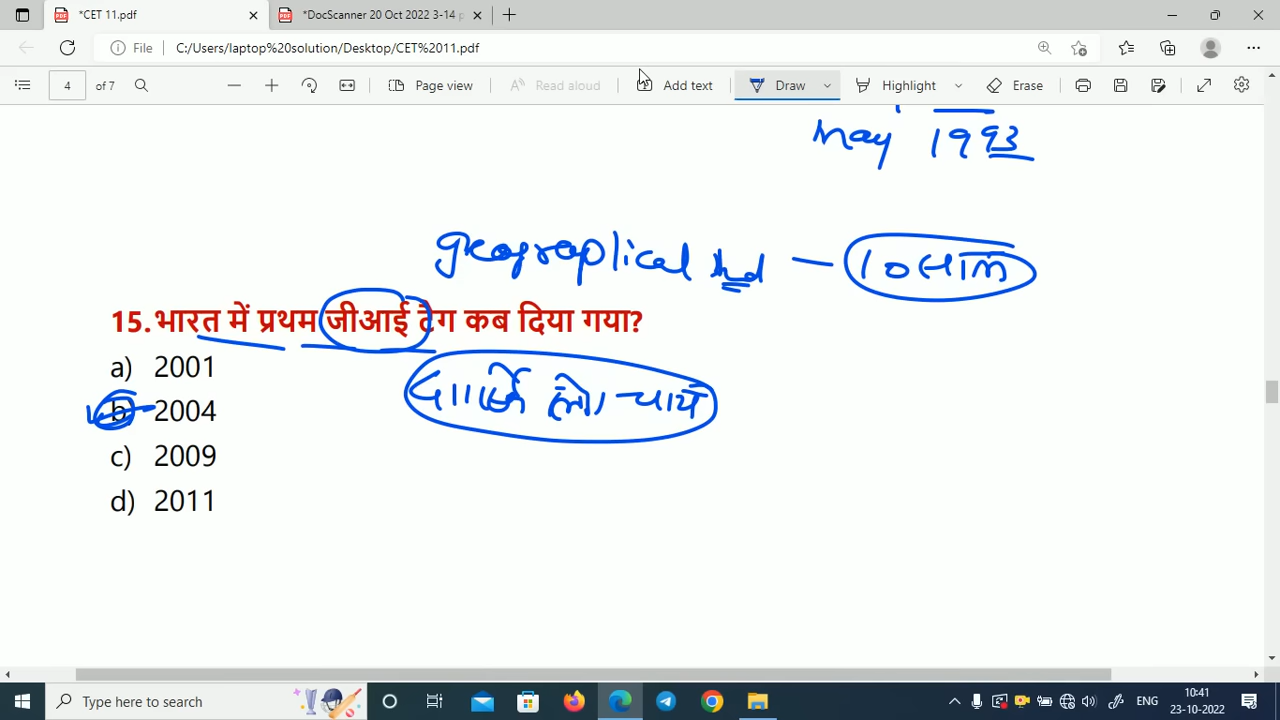 *CET 11.pdf
*DocScanner 20 Oct 2022 3-14 p
File C:/Users/laptop%20solution/Desktop/CET%2011.pdf
4 of 7 Page view Read aloud Add text Draw Highlight Erase
May 1993
geographical Ind — 10 साल
15. भारत में प्रथम जीआई टैग कब दिया गया?
a) 2001
b) 2004
c) 2009
d) 2011
Type here to search
ENG 10:41
23-10-2022